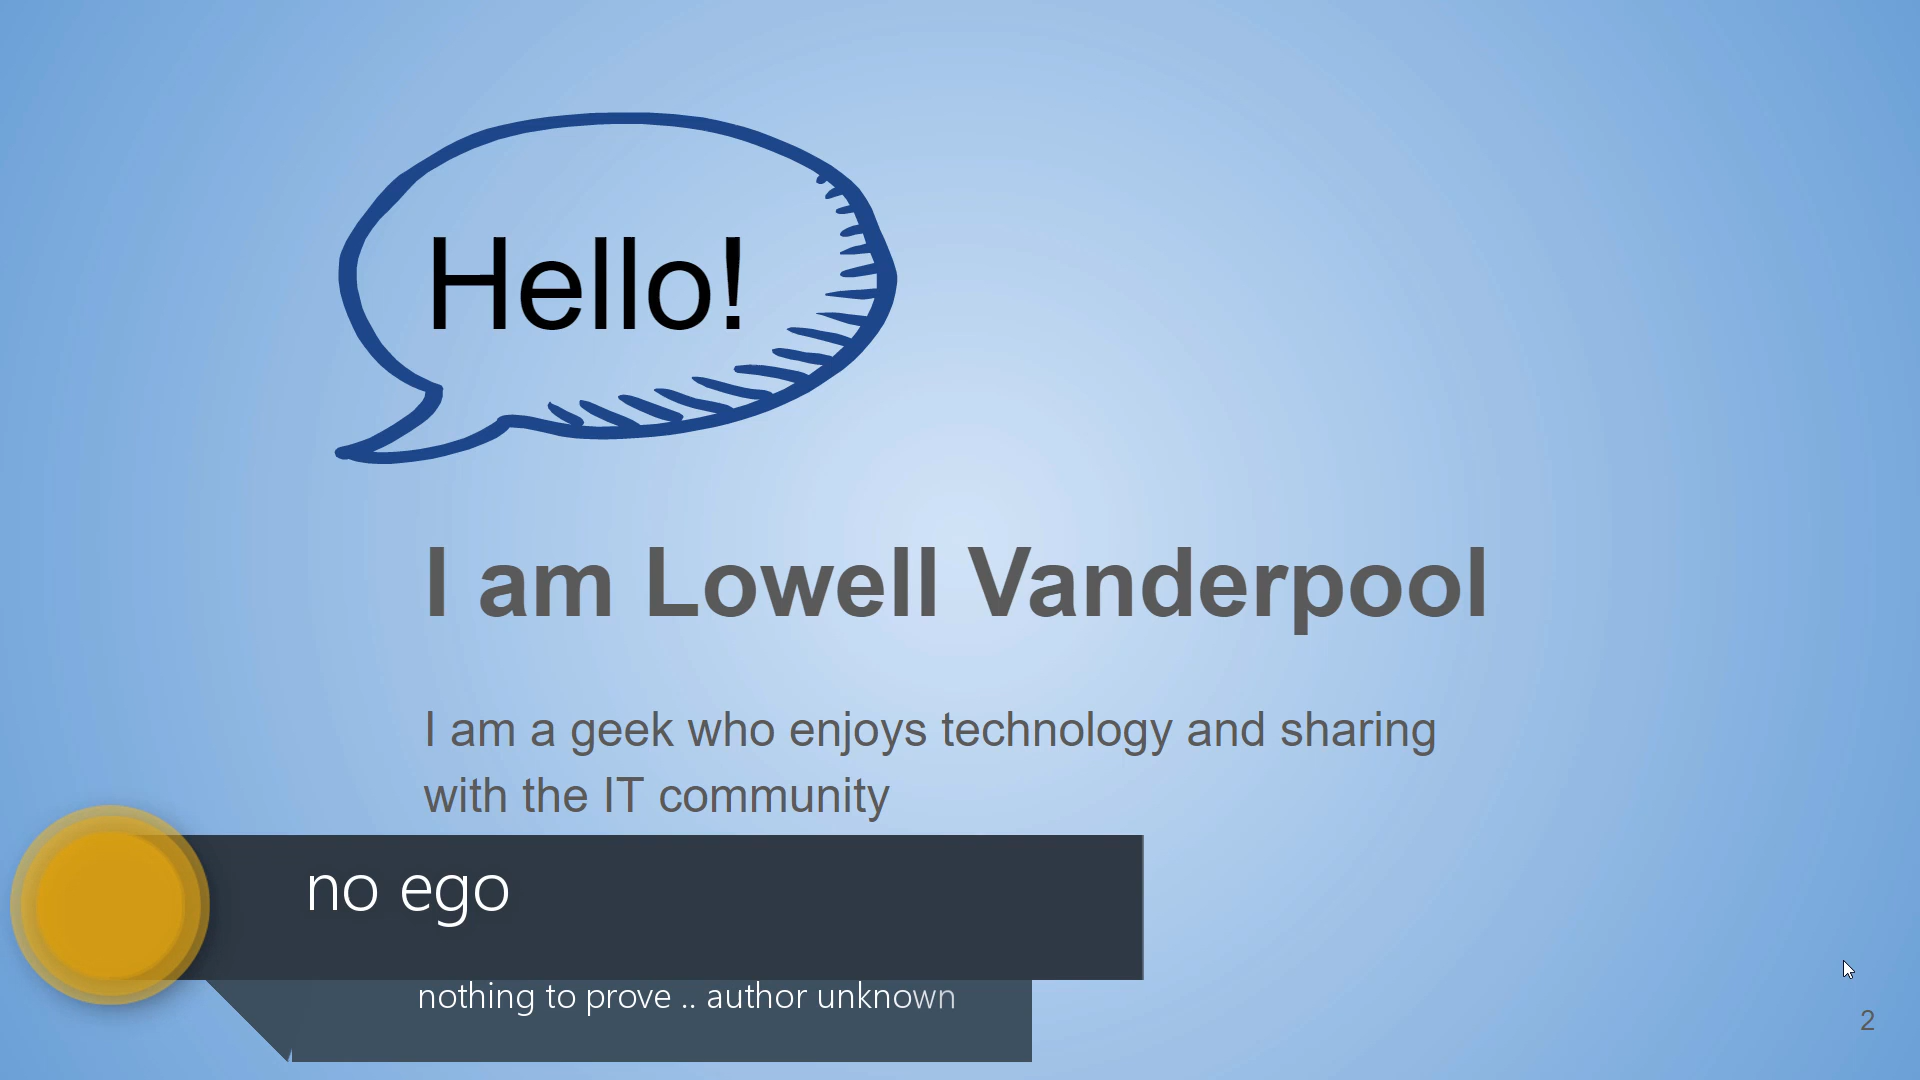 Hello!
I am Lowell Vanderpool
I am a geek who enjoys technology and sharing
with the IT community
no ego
nothing to prove .. author unknown
2